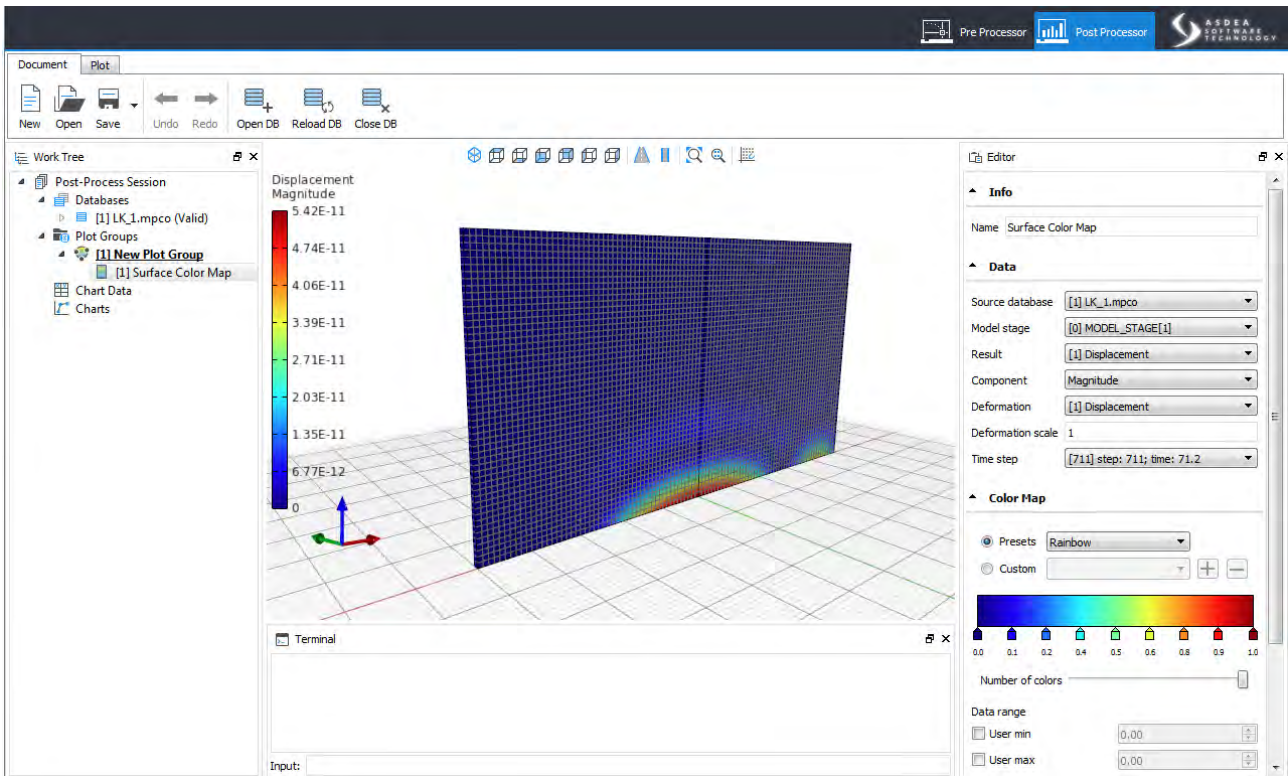 Pre Processor
Post Processor
ASDEA
SOFTWARE
TECHNOLOGY
Document
Plot
New
Open
Save
Undo
Redo
Open DB
Reload DB
Close DB
Work Tree
Post-Process Session
Databases
[1] LK_1.mpco (Valid)
Plot Groups
[1] New Plot Group
[1] Surface Color Map
Chart Data
Charts
Displacement
Magnitude
5.42E-11
4.74E-11
4.06E-11
3.39E-11
2.71E-11
2.03E-11
1.35E-11
6.77E-12
0
Terminal
Input:
Editor
Info
Name Surface Color Map
Data
Source database [1] LK_1.mpco
Model stage [0] MODEL_STAGE[1]
Result [1] Displacement
Component Magnitude
Deformation [1] Displacement
Deformation scale 1
Time step [711] step: 711; time: 71.2
Color Map
Presets Rainbow
Custom
0.0 0.1 0.2 0.4 0.5 0.6 0.8 0.9 1.0
Number of colors
Data range
User min 0,00
User max 0,00